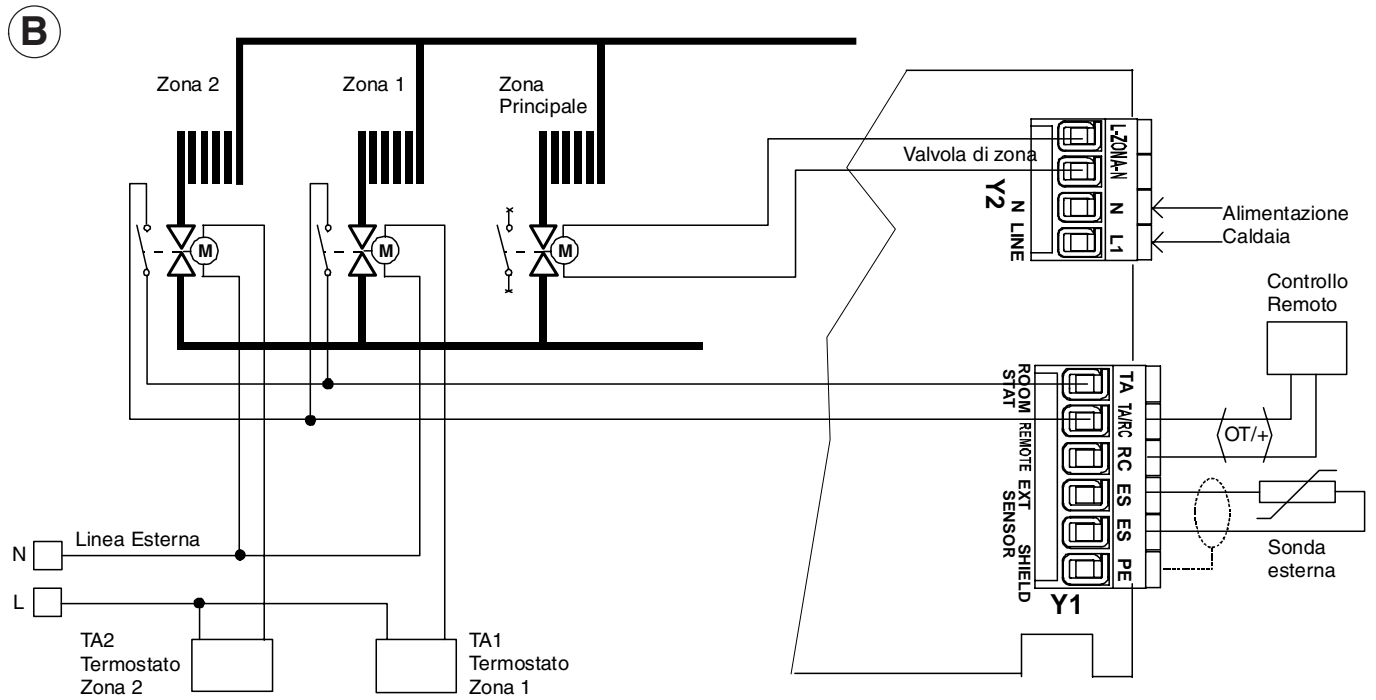 B
Zona 2
Zona 1
Zona
Principale
Valvola di zona
L-ZONA-N
N
L1
Y2
N LINE
Alimentazione
Caldaia
Controllo
Remoto
M
M
M
ROOM
STAT
REMOTE
EXT
SENSOR
SHIELD
TA
TA/RC
RC
ES
ES
PE
Y1
OT/+
Sonda
esterna
N
Linea Esterna
L
TA2
Termostato
Zona 2
TA1
Termostato
Zona 1